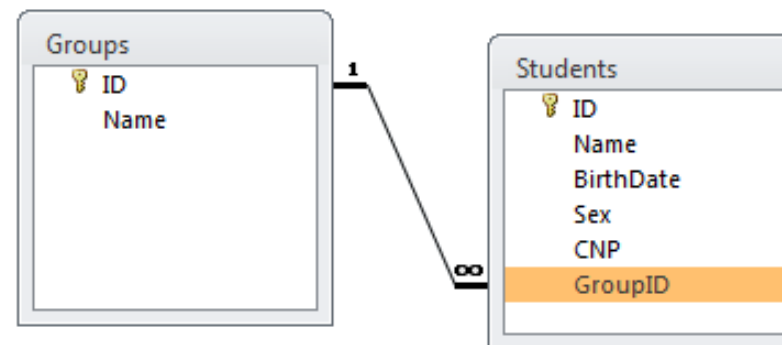 Groups
ID
Name
1
∞
Students
ID
Name
BirthDate
Sex
CNP
GroupID